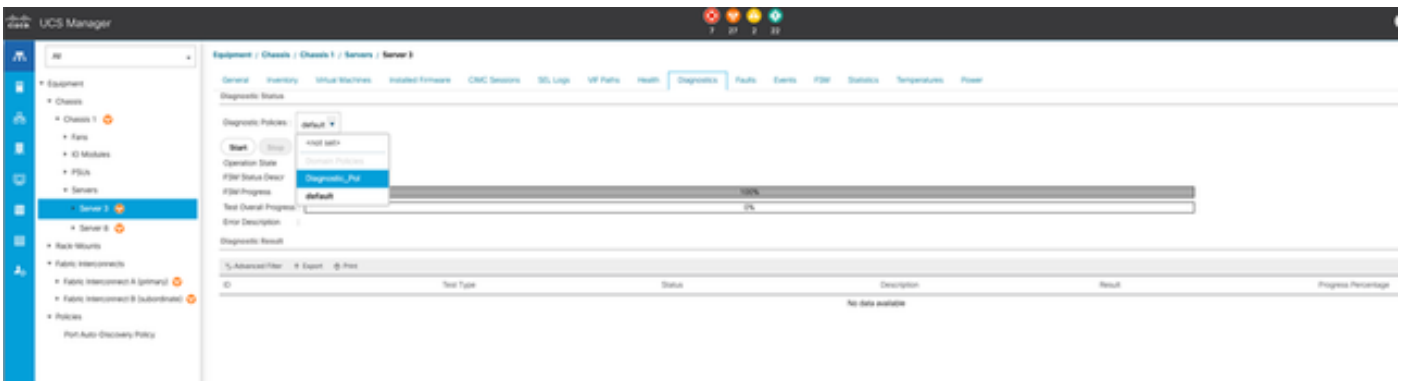 cisco UCS Manager
7 27 2 22
All
Equipment / Chassis / Chassis 1 / Servers / Server 3
General Inventory Virtual Machines Installed Firmware CIMC Sessions SEL Logs VIF Paths Health Diagnostics Faults Events FSM Statistics Temperatures Power
Equipment
Chassis
Chassis 1
Fans
IO Modules
PSUs
Servers
Server 3
Server 8
Rack-Mounts
Fabric Interconnects
Fabric Interconnect A (primary)
Fabric Interconnect B (subordinate)
Policies
Port Auto-Discovery Policy
Diagnostic Status
Diagnostic Policies : default
<not set>
Domain Policies
Diagnostic_Pol
default
Start Stop
Operation State
FSM Status Descr
FSM Progress 100%
Test Overall Progress : 0%
Error Description :
Diagnostic Result
Advanced Filter Export Print
ID Test Type Status Description Result Progress Percentage
No data available